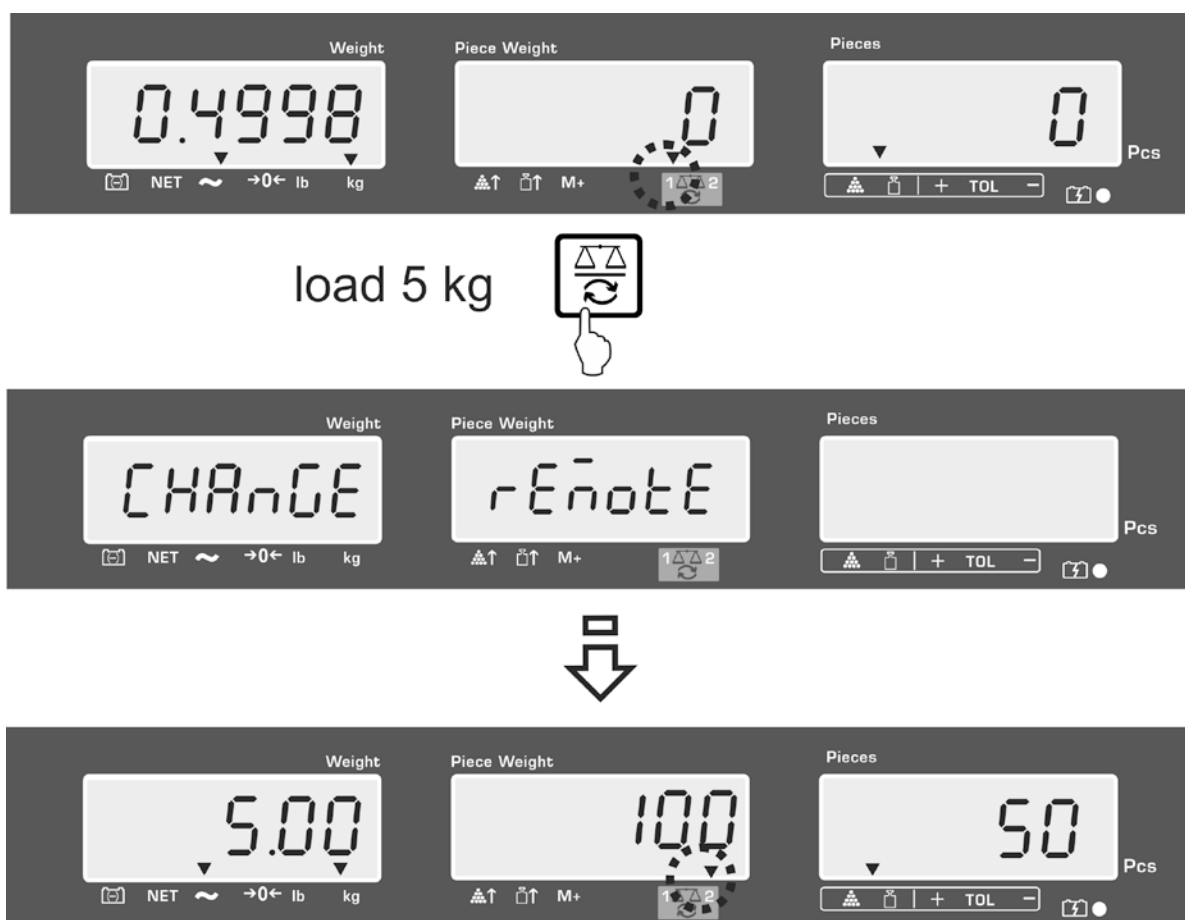 Weight Piece Weight Pieces
0.4998 0 0
Pcs
NET ~ →0← lb kg M+ 1 2 + TOL −
load 5 kg
Weight Piece Weight Pieces
CHAnGE rEmotE
Pcs
NET ~ →0← lb kg M+ 1 2 + TOL −
Weight Piece Weight Pieces
5.00 100 50
Pcs
NET ~ →0← lb kg M+ 1 2 + TOL −